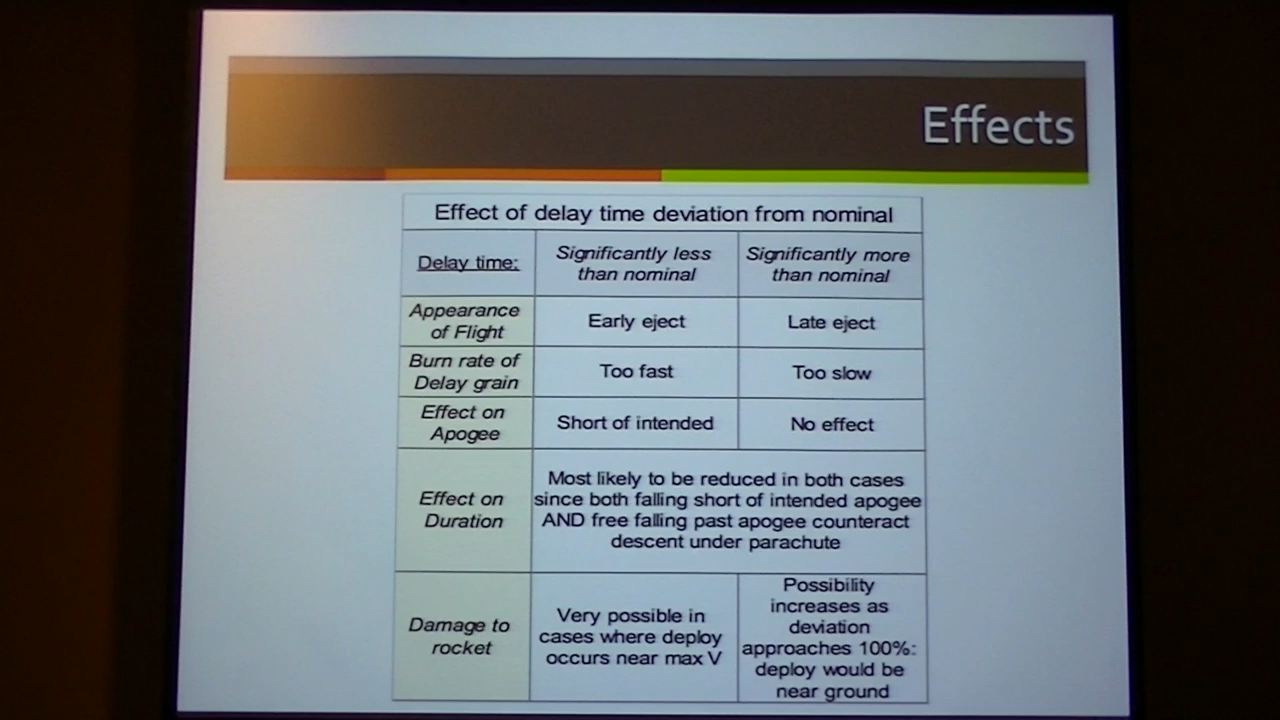 Effects
Effect of delay time deviation from nominal
Delay time:
Significantly less
than nominal
Significantly more
than nominal
Appearance
of Flight
Early eject
Late eject
Burn rate of
Delay grain
Too fast
Too slow
Effect on
Apogee
Short of intended
No effect
Effect on
Duration
Most likely to be reduced in both cases
since both falling short of intended apogee
AND free falling past apogee counteract
descent under parachute
Damage to
rocket
Very possible in
cases where deploy
occurs near max V
Possibility
increases as
deviation
approaches 100%:
deploy would be
near ground